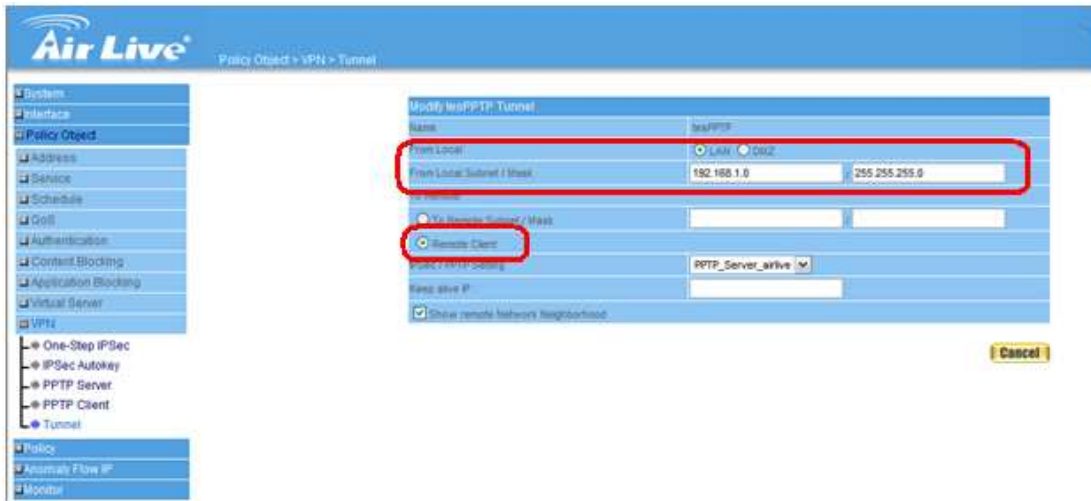 Air Live®
Policy Object > VPN > Tunnel
System
Interface
Policy Object
Address
Service
Schedule
QoS
Authentication
Content Blocking
Application Blocking
Virtual Server
VPN
One-Step IPSec
IPSec Autokey
PPTP Server
PPTP Client
Tunnel
Policy
Anomaly Flow IP
Monitor
Modify tesPPTP Tunnel
Name tesPPTP
From Local LAN DMZ
From Local Subnet / Mask 192.168.1.0 / 255.255.255.0
To Remote
To Remote Subnet / Mask /
Remote Client
IPSec / PPTP Setting PPTP_Server_airlive
Keep alive IP :
Show remote Network Neighborhood
Cancel